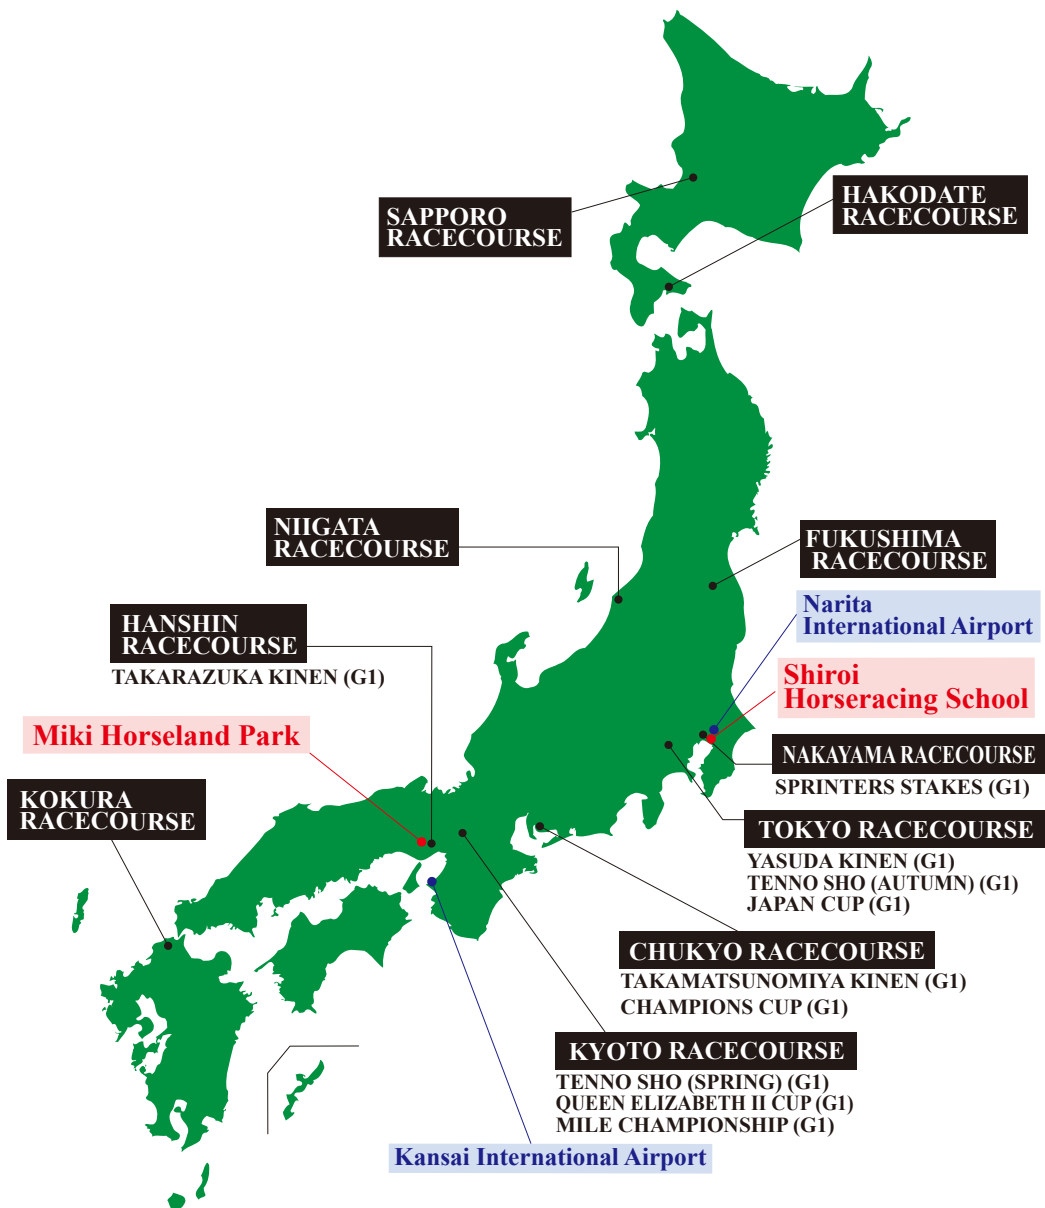 SAPPORO
RACECOURSE
HAKODATE
RACECOURSE
NIIGATA
RACECOURSE
FUKUSHIMA
RACECOURSE
Narita
International Airport
HANSHIN
RACECOURSE
TAKARAZUKA KINEN (G1)
Shiroi
Horseracing School
Miki Horseland Park
NAKAYAMA RACECOURSE
SPRINTERS STAKES (G1)
KOKURA
RACECOURSE
TOKYO RACECOURSE
YASUDA KINEN (G1)
TENNO SHO (AUTUMN) (G1)
JAPAN CUP (G1)
CHUKYO RACECOURSE
TAKAMATSUNOMIYA KINEN (G1)
CHAMPIONS CUP (G1)
KYOTO RACECOURSE
TENNO SHO (SPRING) (G1)
QUEEN ELIZABETH II CUP (G1)
MILE CHAMPIONSHIP (G1)
Kansai International Airport